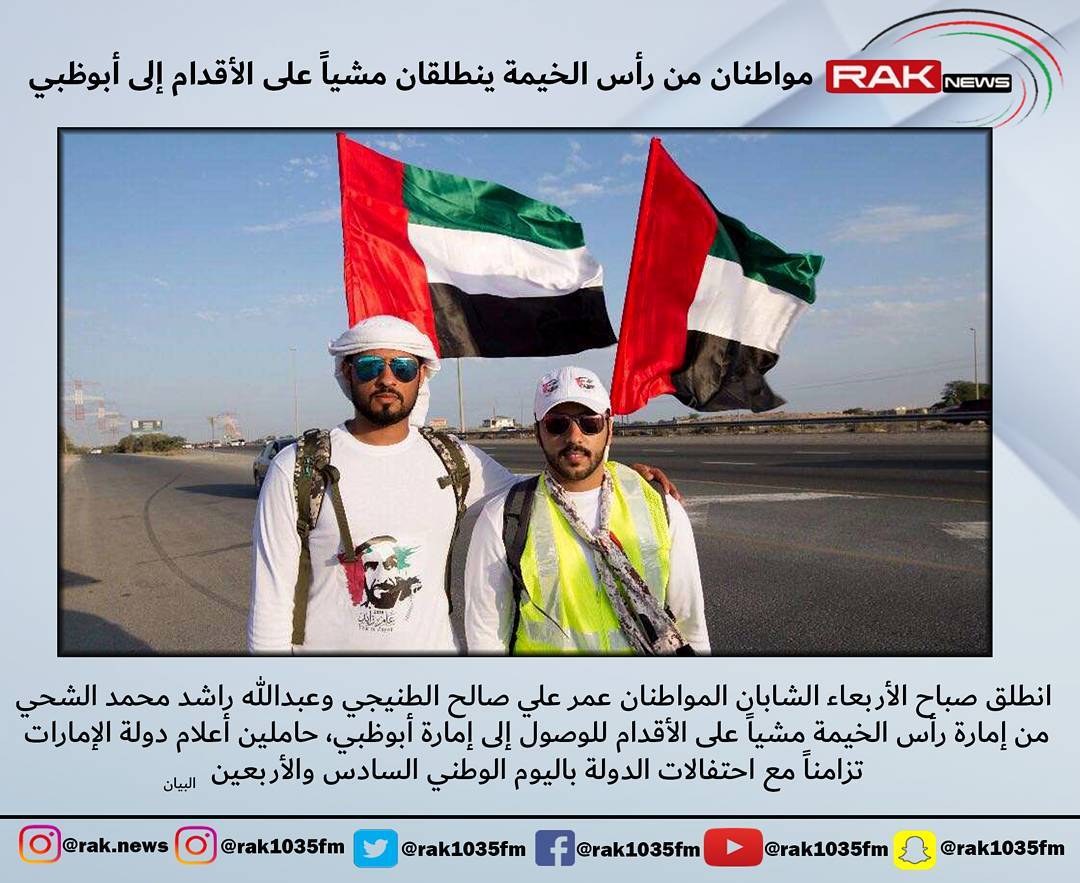 مواطنان من رأس الخيمة ينطلقان مشياً على الأقدام إلى أبوظبي
RAK NEWS
عام زايد
انطلق صباح الأربعاء الشابان المواطنان عمر علي صالح الطنيجي وعبدالله راشد محمد الشحي
من إمارة رأس الخيمة مشياً على الأقدام للوصول إلى إمارة أبوظبي، حاملين أعلام دولة الإمارات
تزامناً مع احتفالات الدولة باليوم الوطني السادس والأربعين البيان
@rak.news @rak1035fm @rak1035fm @rak1035fm @rak1035fm @rak1035fm